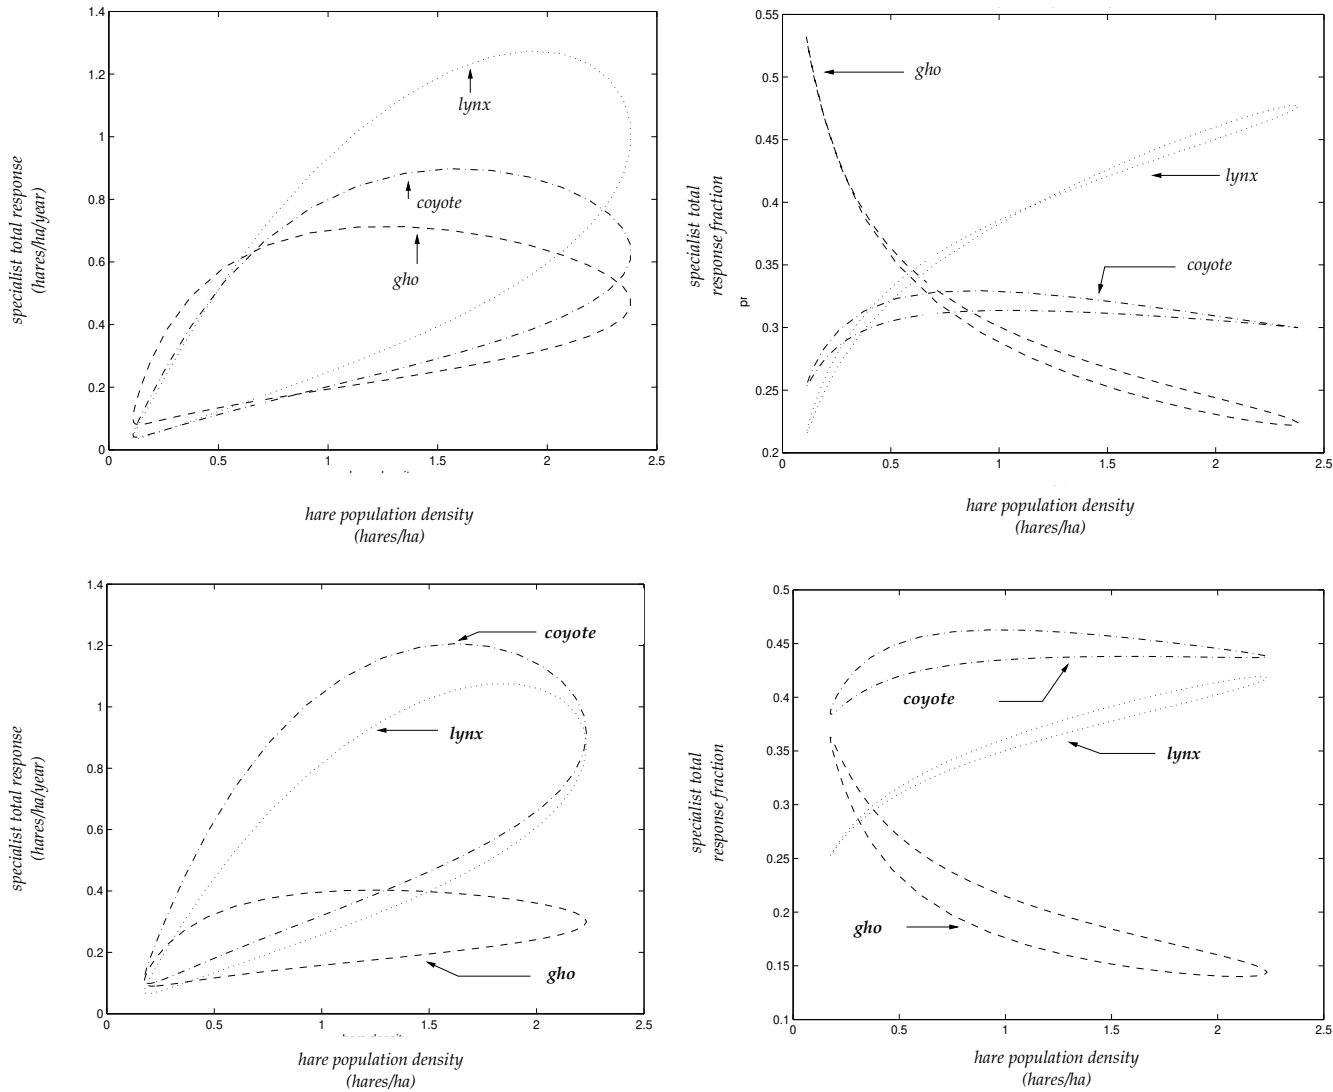 1.4
1.2
1
0.8
0.6
0.4
0.2
0
0
0.5
1
1.5
2
2.5
lynx
coyote
gho
specialist total response
(hares/ha/year)
hare population density
(hares/ha)
0.55
0.5
0.45
0.4
0.35
0.3
0.25
0.2
0
0.5
1
1.5
2
2.5
gho
lynx
coyote
specialist total
response fraction
pr
hare population density
(hares/ha)
1.4
1.2
1
0.8
0.6
0.4
0.2
0
0
0.5
1
1.5
2
2.5
coyote
lynx
gho
specialist total response
(hares/ha/year)
hare population density
(hares/ha)
0.5
0.45
0.4
0.35
0.3
0.25
0.2
0.15
0.1
0
0.5
1
1.5
2
2.5
coyote
lynx
gho
specialist total
response fraction
hare population density
(hares/ha)